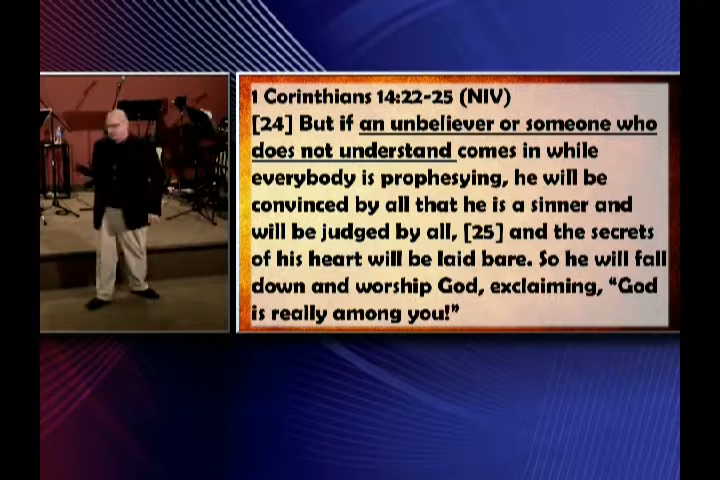 1 Corinthians 14:22-25 (NIV)
[24] But if an unbeliever or someone who
does not understand comes in while
everybody is prophesying, he will be
convinced by all that he is a sinner and
will be judged by all, [25] and the secrets
of his heart will be laid bare. So he will fall
down and worship God, exclaiming, “God
is really among you!”